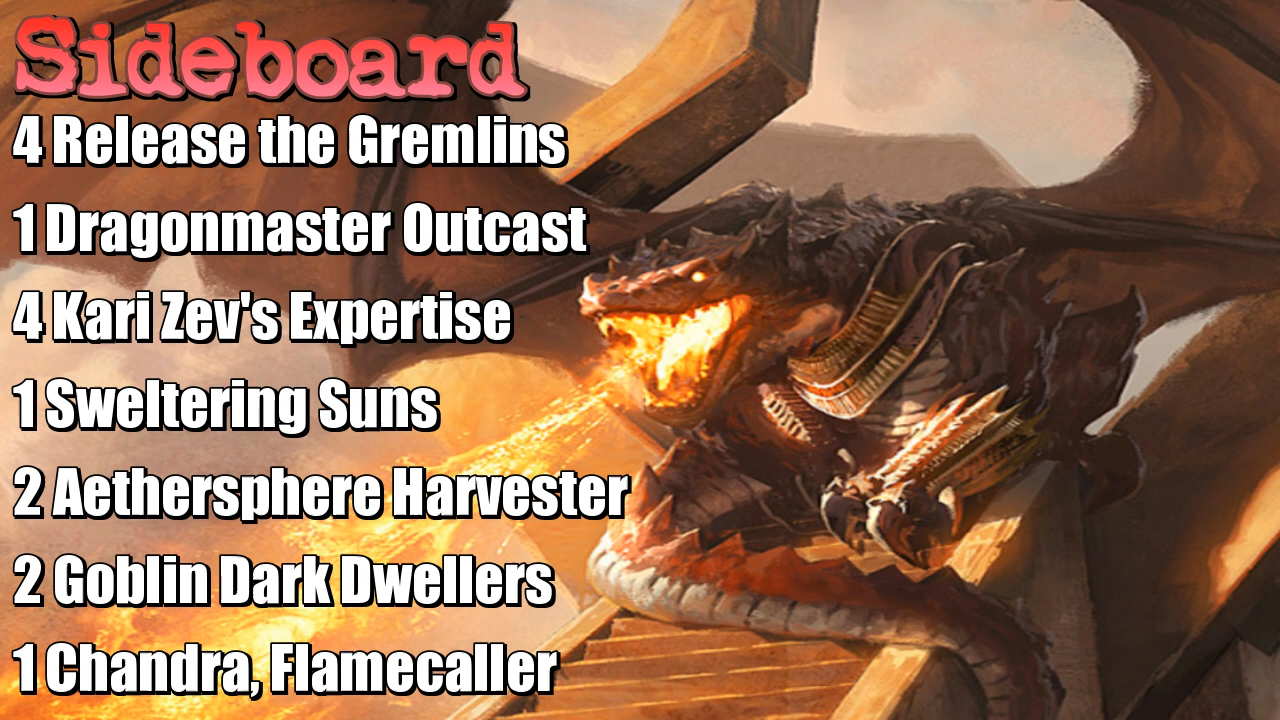 Sideboard
4 Release the Gremlins
1 Dragonmaster Outcast
4 Kari Zev's Expertise
1 Sweltering Suns
2 Aethersphere Harvester
2 Goblin Dark Dwellers
1 Chandra, Flamecaller